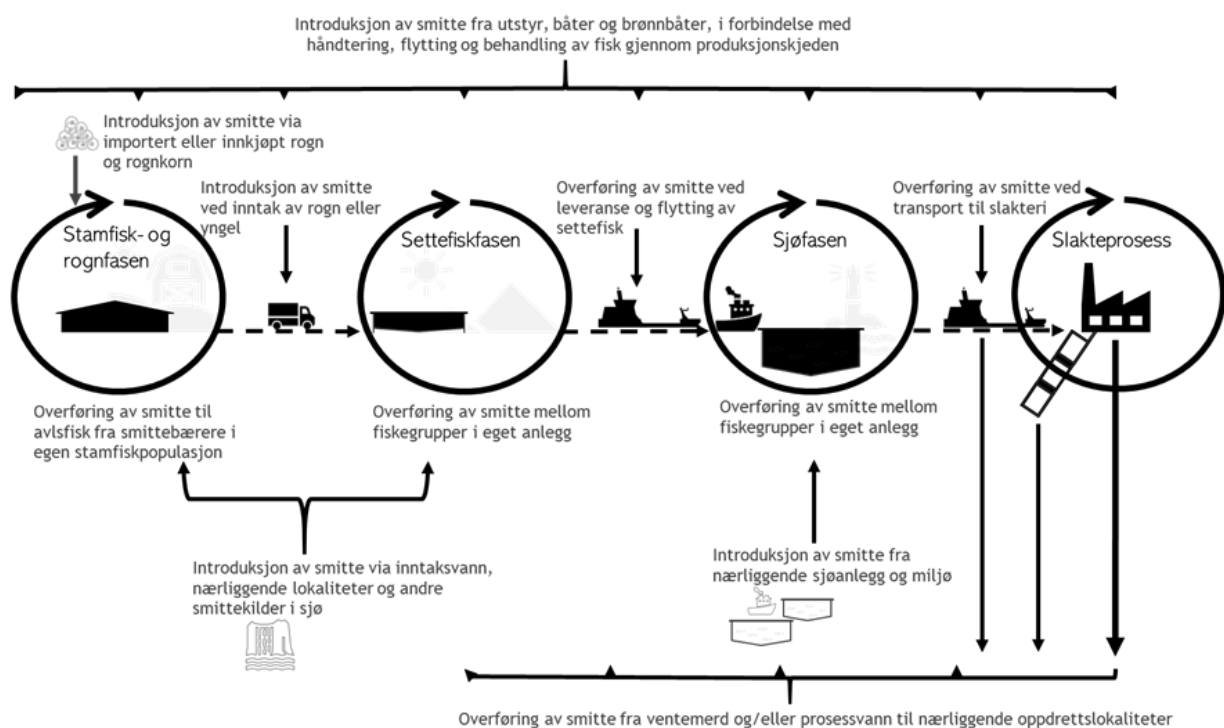 Introduksjon av smitte fra utstyr, båter og brønnbåter, i forbindelse med
håndtering, flytting og behandling av fisk gjennom produksjonskjeden
Introduksjon av smitte via
importert eller innkjøpt rogn
og rognkorn
Introduksjon av smitte
ved inntak av rogn eller
yngel
Overføring av smitte ved
leveranse og flytting av
settefisk
Overføring av smitte ved
transport til slakteri
Stamfisk- og
rognfasen
Settefiskfasen
Sjøfasen
Slakteprosess
Overføring av smitte til
avlsfisk fra smittebærere i
egen stamfiskpopulasjon
Overføring av smitte mellom
fiskegrupper i eget anlegg
Overføring av smitte mellom
fiskegrupper i eget anlegg
Introduksjon av smitte via inntaksvann,
nærliggende lokaliteter og andre
smittekilder i sjø
Introduksjon av smitte fra
nærliggende sjøanlegg og miljø
Overføring av smitte fra ventemerd og/eller prosessvann til nærliggende oppdrettslokaliteter